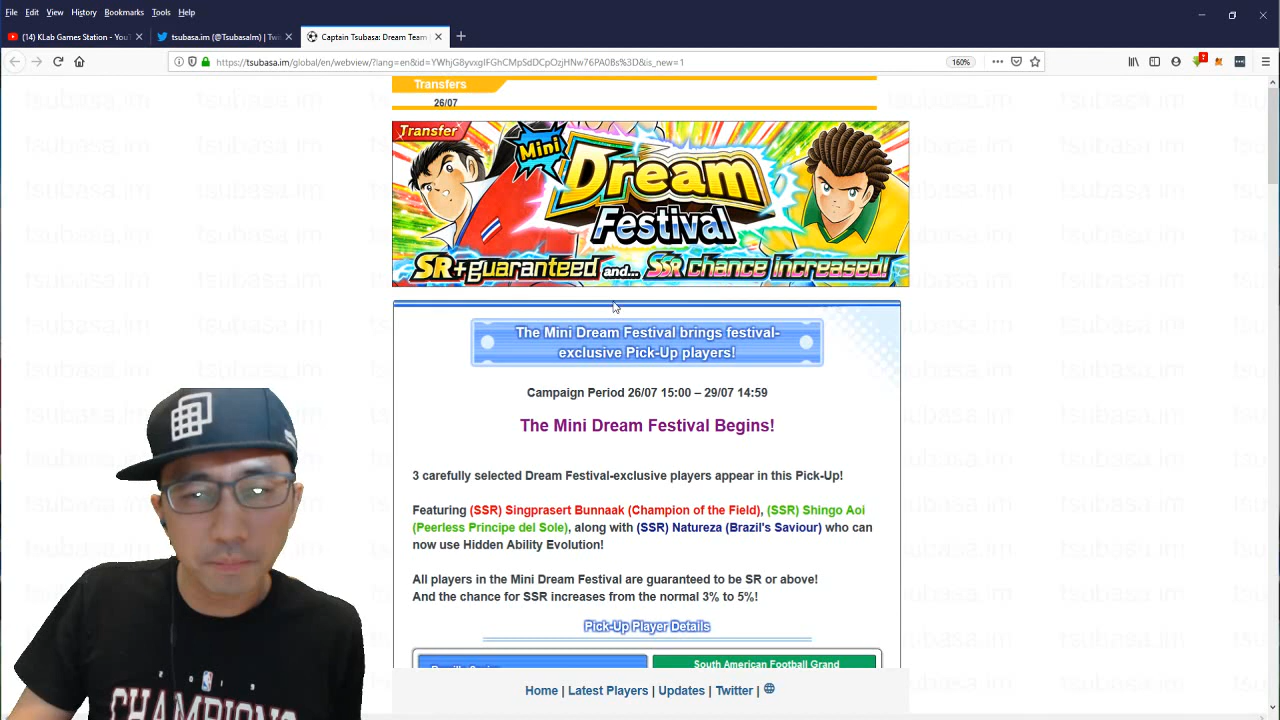 File Edit View History Bookmarks Tools Help
(14) KLab Games Station - YouT
tsubasa.im (@TsubasaIm) | Twi
Captain Tsubasa: Dream Team
https://tsubasa.im/global/en/webview/?lang=en&id=YWhjG8yvxgIFGhCMpSdDCpOzjHNw76PA0Bs%3D&is_new=1
160%
Transfers
26/07
Transfer
Mini
Dream
Festival
SR+guaranteed and... SSR chance increased!
The Mini Dream Festival brings festival-
exclusive Pick-Up players!
Campaign Period 26/07 15:00 – 29/07 14:59
The Mini Dream Festival Begins!
3 carefully selected Dream Festival-exclusive players appear in this Pick-Up!
Featuring (SSR) Singprasert Bunnaak (Champion of the Field), (SSR) Shingo Aoi
(Peerless Principe del Sole), along with (SSR) Natureza (Brazil's Saviour) who can
now use Hidden Ability Evolution!
All players in the Mini Dream Festival are guaranteed to be SR or above!
And the chance for SSR increases from the normal 3% to 5%!
Pick-Up Player Details
South American Football Grand
Home | Latest Players | Updates | Twitter |
2019
CHAMPIONS